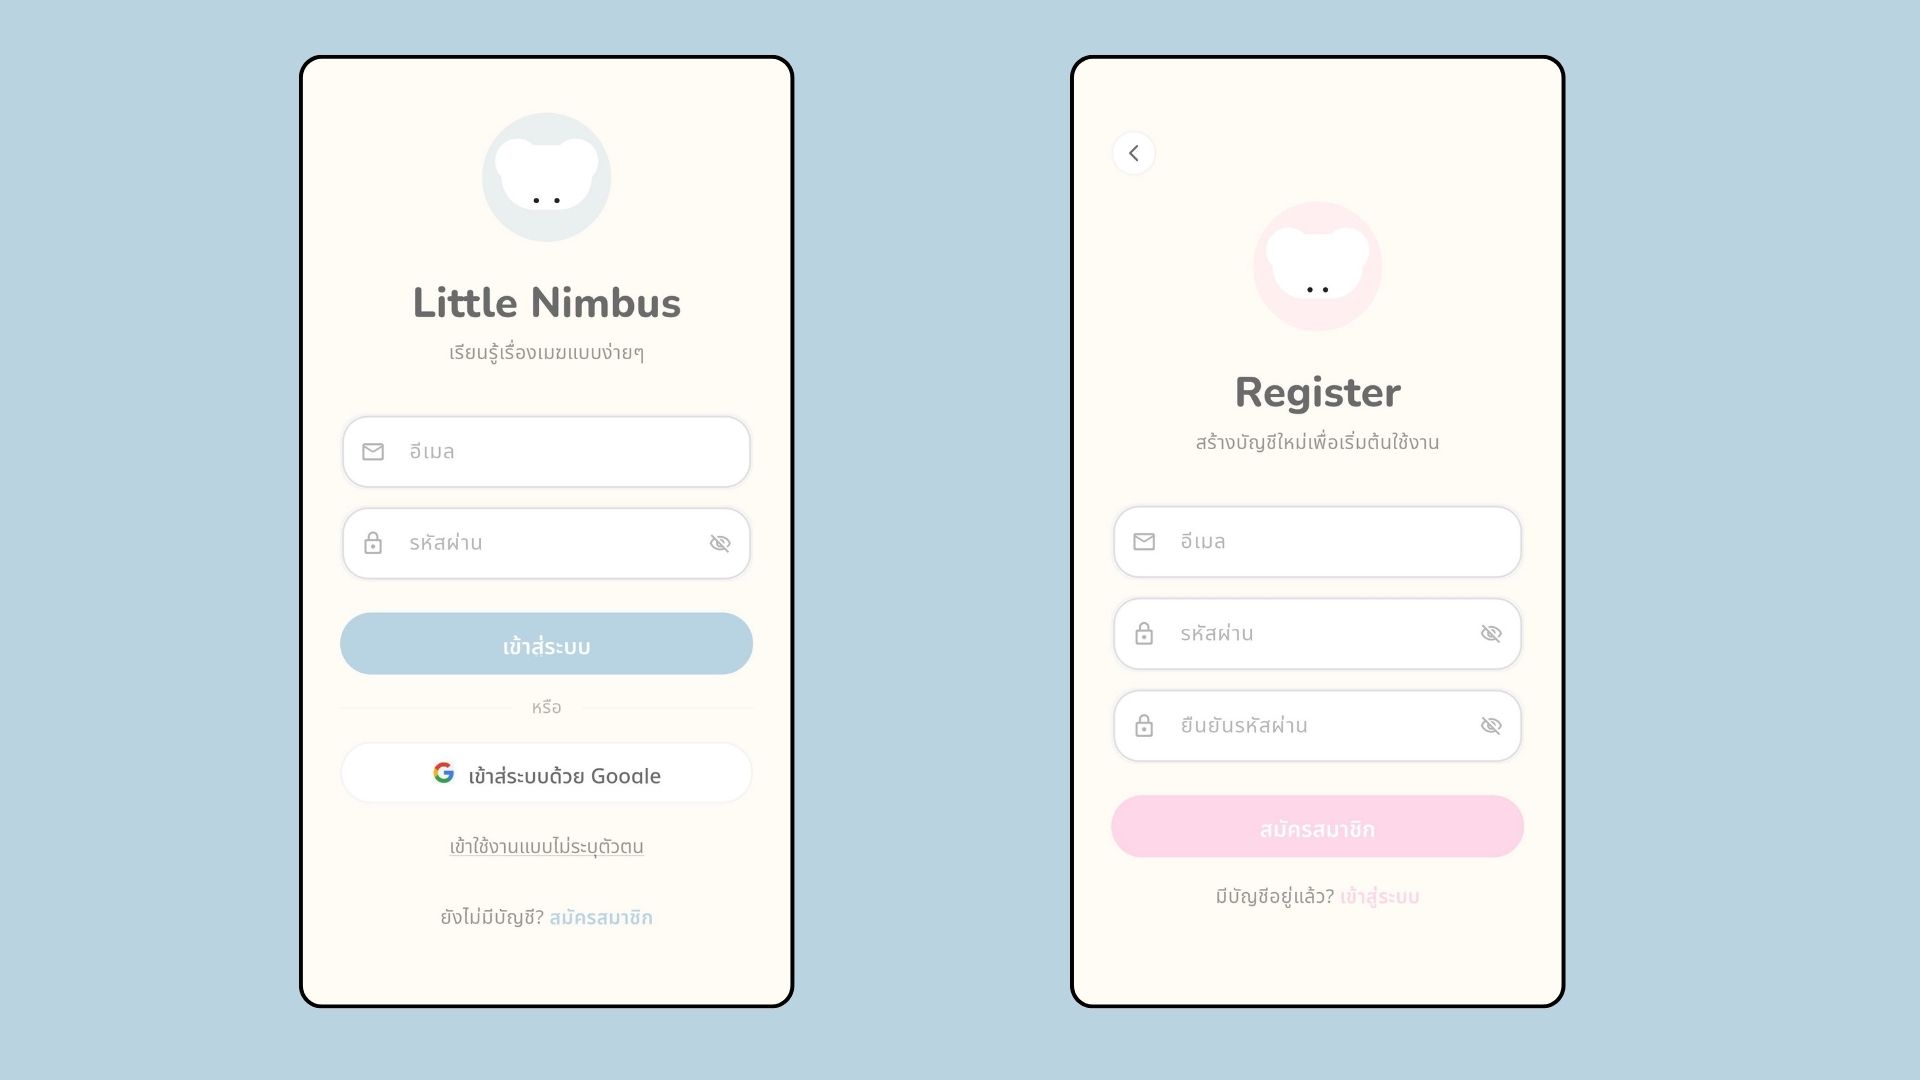 Little Nimbus
เรียนรู้เรื่องเมฆแบบง่ายๆ
อีเมล
รหัสผ่าน
เข้าสู่ระบบ
หรือ
เข้าสู่ระบบด้วย Google
เข้าใช้งานแบบไม่ระบุตัวตน
ยังไม่มีบัญชี? สมัครสมาชิก
Register
สร้างบัญชีใหม่เพื่อเริ่มต้นใช้งาน
อีเมล
รหัสผ่าน
ยืนยันรหัสผ่าน
สมัครสมาชิก
มีบัญชีอยู่แล้ว? เข้าสู่ระบบ